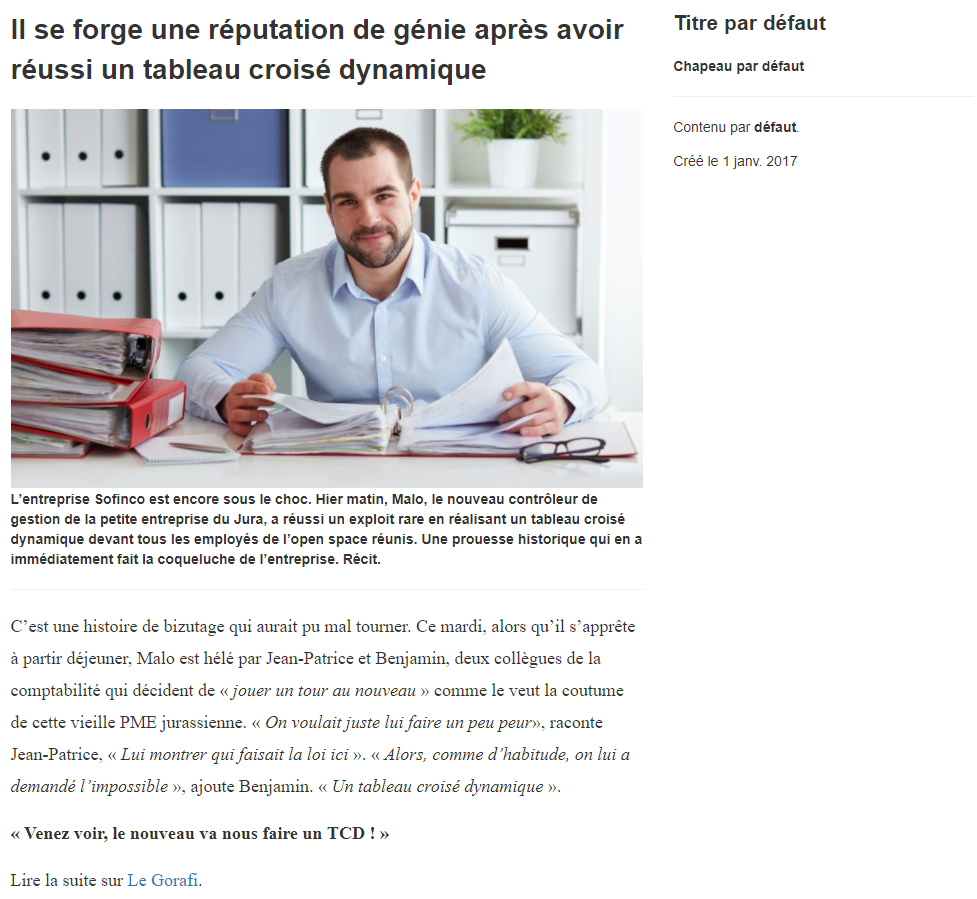 Il se forge une réputation de génie après avoir
réussi un tableau croisé dynamique
L’entreprise Sofinco est encore sous le choc. Hier matin, Malo, le nouveau contrôleur de
gestion de la petite entreprise du Jura, a réussi un exploit rare en réalisant un tableau croisé
dynamique devant tous les employés de l’open space réunis. Une prouesse historique qui en a
immédiatement fait la coqueluche de l’entreprise. Récit.
C’est une histoire de bizutage qui aurait pu mal tourner. Ce mardi, alors qu’il s’apprête
à partir déjeuner, Malo est hélé par Jean-Patrice et Benjamin, deux collègues de la
comptabilité qui décident de « jouer un tour au nouveau » comme le veut la coutume
de cette vieille PME jurassienne. « On voulait juste lui faire un peu peur», raconte
Jean-Patrice, « Lui montrer qui faisait la loi ici ». « Alors, comme d’habitude, on lui a
demandé l’impossible », ajoute Benjamin. « Un tableau croisé dynamique ».
« Venez voir, le nouveau va nous faire un TCD ! »
Lire la suite sur Le Gorafi.
Titre par défaut
Chapeau par défaut
Contenu par défaut.
Créé le 1 janv. 2017